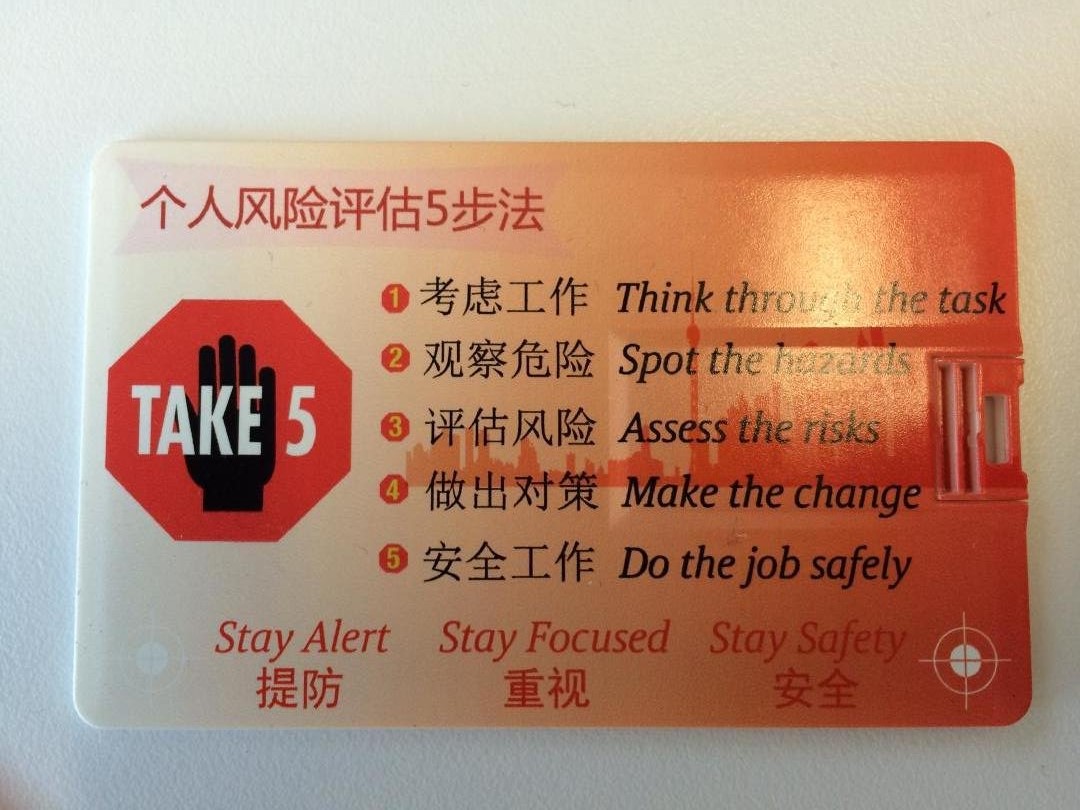 个人风险评估5步法
TAKE 5
1 考虑工作 Think through the task
2 观察危险 Spot the hazards
3 评估风险 Assess the risks
4 做出对策 Make the change
5 安全工作 Do the job safely
Stay Alert Stay Focused Stay Safety
提防 重视 安全